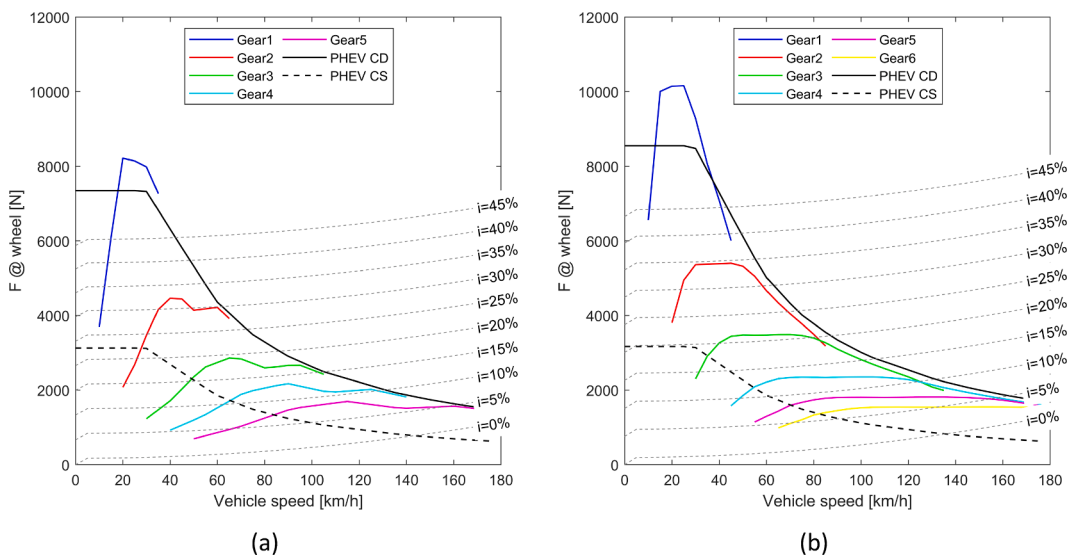 12000
10000
8000
6000
4000
2000
0
F @ wheel [N]
Gear1
Gear2
Gear3
Gear4
Gear5
PHEV CD
PHEV CS
i=45%
i=40%
i=35%
i=30%
i=25%
i=20%
i=15%
i=10%
i=5%
i=0%
0 20 40 60 80 100 120 140 160 180
Vehicle speed [km/h]
(a)
12000
10000
8000
6000
4000
2000
0
F @ wheel [N]
Gear1
Gear2
Gear3
Gear4
Gear5
Gear6
PHEV CD
PHEV CS
i=45%
i=40%
i=35%
i=30%
i=25%
i=20%
i=15%
i=10%
i=5%
i=0%
0 20 40 60 80 100 120 140 160 180
Vehicle speed [km/h]
(b)